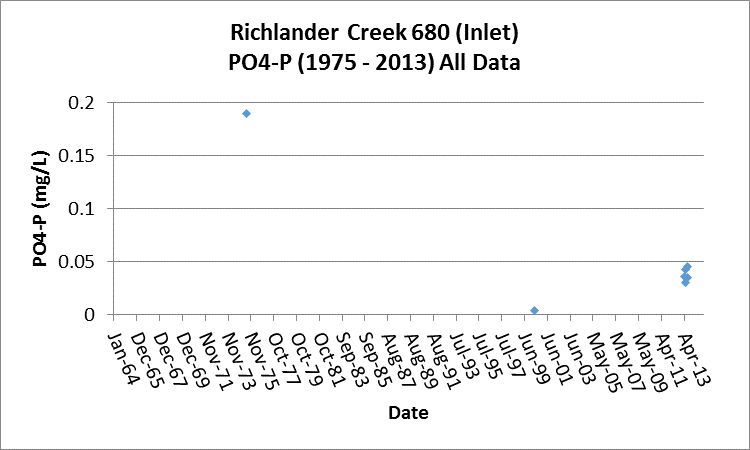 Richlander Creek 680 (Inlet)
PO4-P (1975 - 2013) All Data
PO4-P (mg/L)
0.2
0.15
0.1
0.05
0
Jan-64
Dec-65
Dec-67
Dec-69
Nov-71
Nov-73
Nov-75
Oct-77
Oct-79
Oct-81
Sep-83
Sep-85
Aug-87
Aug-89
Aug-91
Jul-93
Jul-95
Jul-97
Jun-99
Jun-01
Jun-03
May-05
May-07
May-09
Apr-11
Apr-13
Date